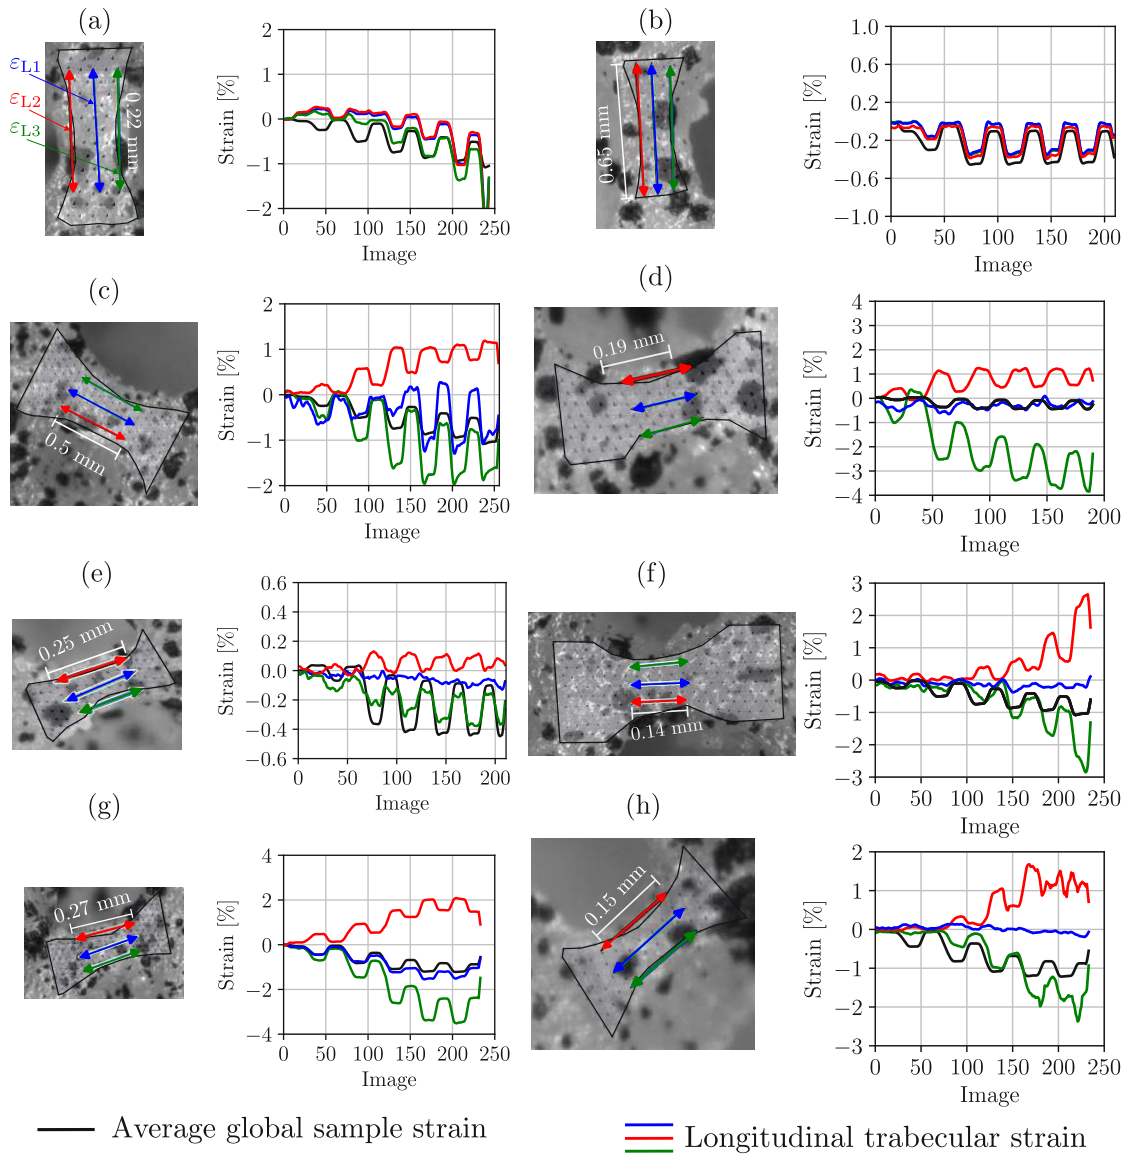 (a)
εL1
εL2
εL3
0.22 mm
Strain [%]
2
1
0
−1
−2
0 50 100 150 200 250
Image
(b)
0.65 mm
Strain [%]
1.0
0.6
0.2
−0.2
−0.6
−1.0
0 50 100 150 200
Image
(c)
0.5 mm
Strain [%]
2
1
0
−1
−2
0 50 100 150 200 250
Image
(d)
0.19 mm
Strain [%]
4
3
2
1
0
−1
−2
−3
−4
0 50 100 150 200
Image
(e)
0.25 mm
Strain [%]
0.6
0.4
0.2
0.0
−0.2
−0.4
−0.6
0 50 100 150 200
Image
(f)
0.14 mm
Strain [%]
3
2
1
0
−1
−2
−3
0 50 100 150 200 250
Image
(g)
0.27 mm
Strain [%]
4
2
0
−2
−4
0 50 100 150 200 250
Image
(h)
0.15 mm
Strain [%]
2
1
0
−1
−2
−3
0 50 100 150 200 250
Image
Average global sample strain
Longitudinal trabecular strain